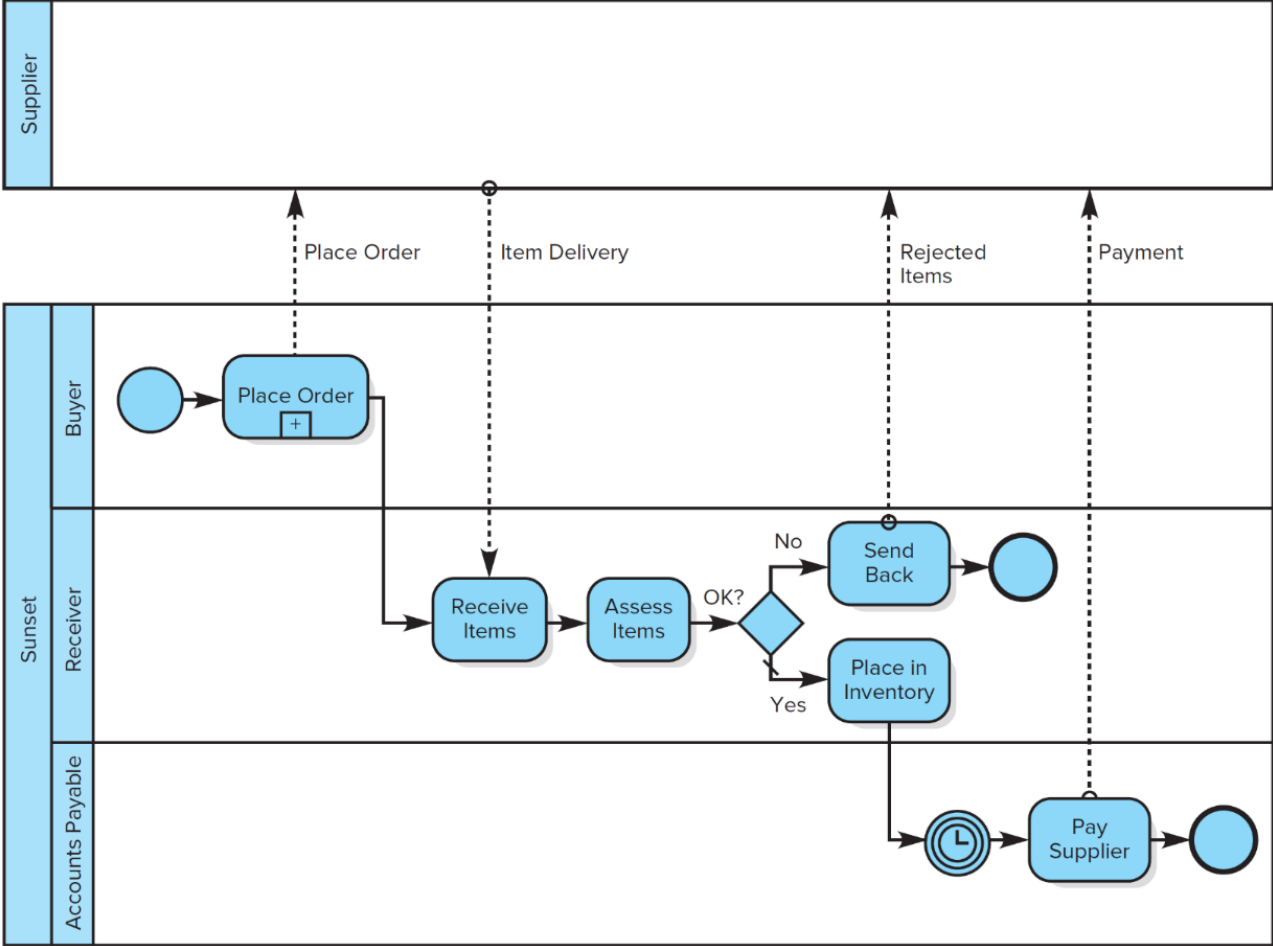 Supplier
Place Order
Item Delivery
Rejected
Items
Payment
Sunset
Buyer
Place Order
+
Receiver
Receive
Items
Assess
Items
OK?
No
Send
Back
Yes
Place in
Inventory
Accounts Payable
Pay
Supplier